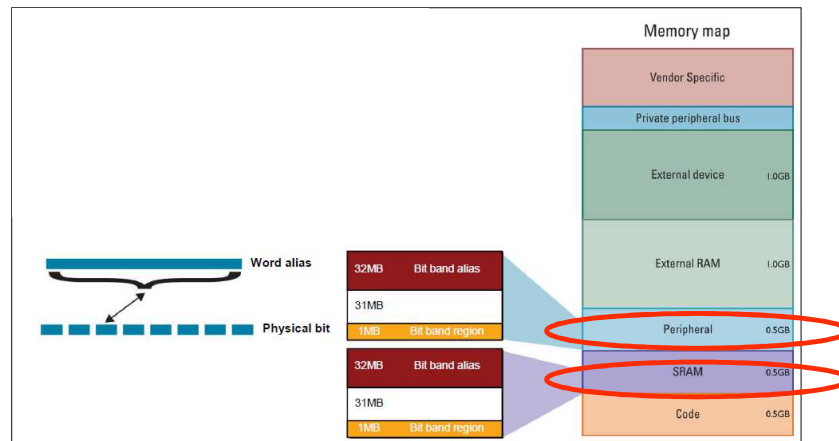 Memory map
Vendor Specific
Private peripheral bus
External device 1.0GB
External RAM 1.0GB
Peripheral 0.5GB
SRAM 0.5GB
Code 0.5GB
Word alias
Physical bit
32MB Bit band alias
31MB
1MB Bit band region
32MB Bit band alias
31MB
1MB Bit band region